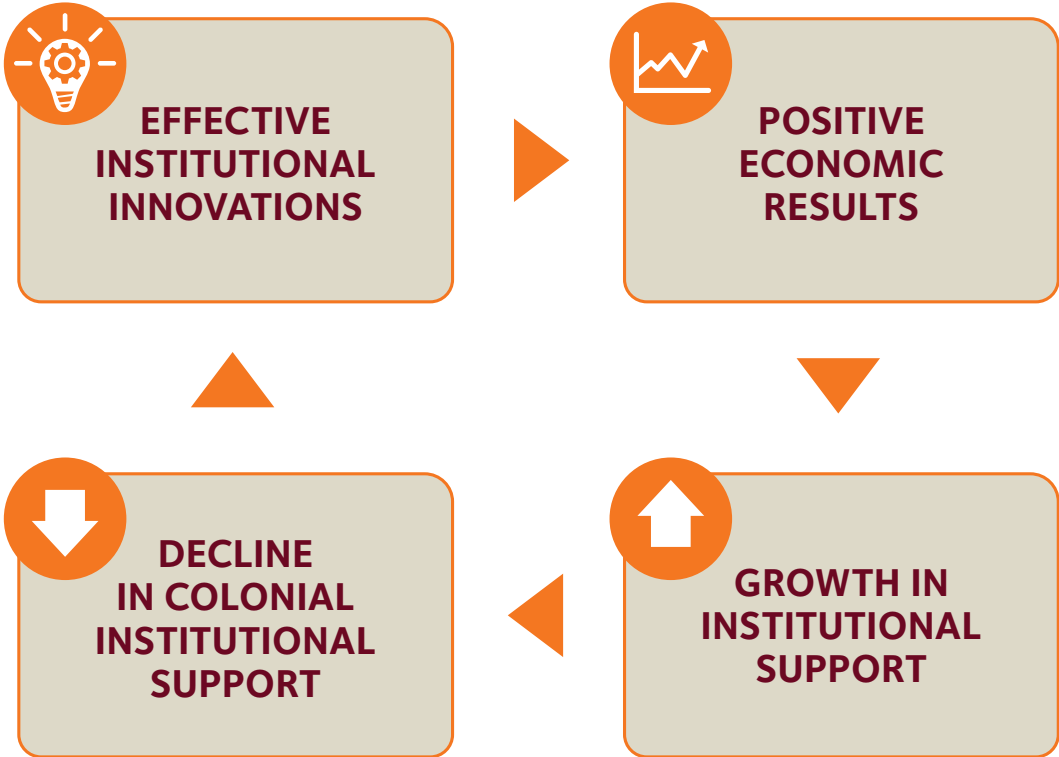 EFFECTIVE
INSTITUTIONAL
INNOVATIONS
POSITIVE
ECONOMIC
RESULTS
DECLINE
IN COLONIAL
INSTITUTIONAL
SUPPORT
GROWTH IN
INSTITUTIONAL
SUPPORT